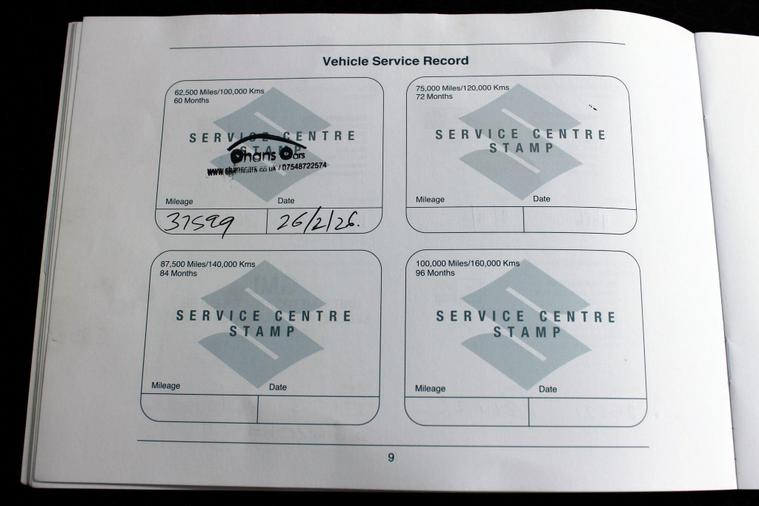 Vehicle Service Record
62,500 Miles/100,000 Kms
60 Months
SERVICE CENTRE
STAMP
Cars
/ 07548722574
Mileage Date
37599 26/2/26.
75,000 Miles/120,000 Kms
72 Months
SERVICE CENTRE
STAMP
Mileage Date
87,500 Miles/140,000 Kms
84 Months
SERVICE CENTRE
STAMP
Mileage Date
100,000 Miles/160,000 Kms
96 Months
SERVICE CENTRE
STAMP
Mileage Date
9